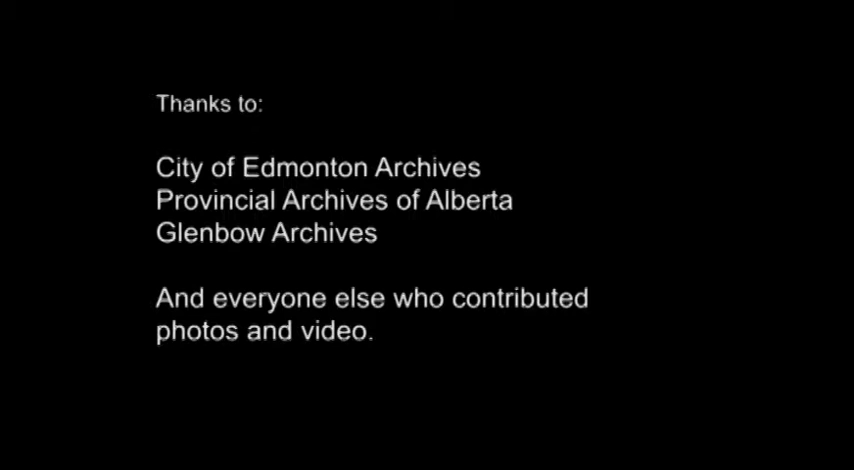 Thanks to:
City of Edmonton Archives
Provincial Archives of Alberta
Glenbow Archives
And everyone else who contributed
photos and video.